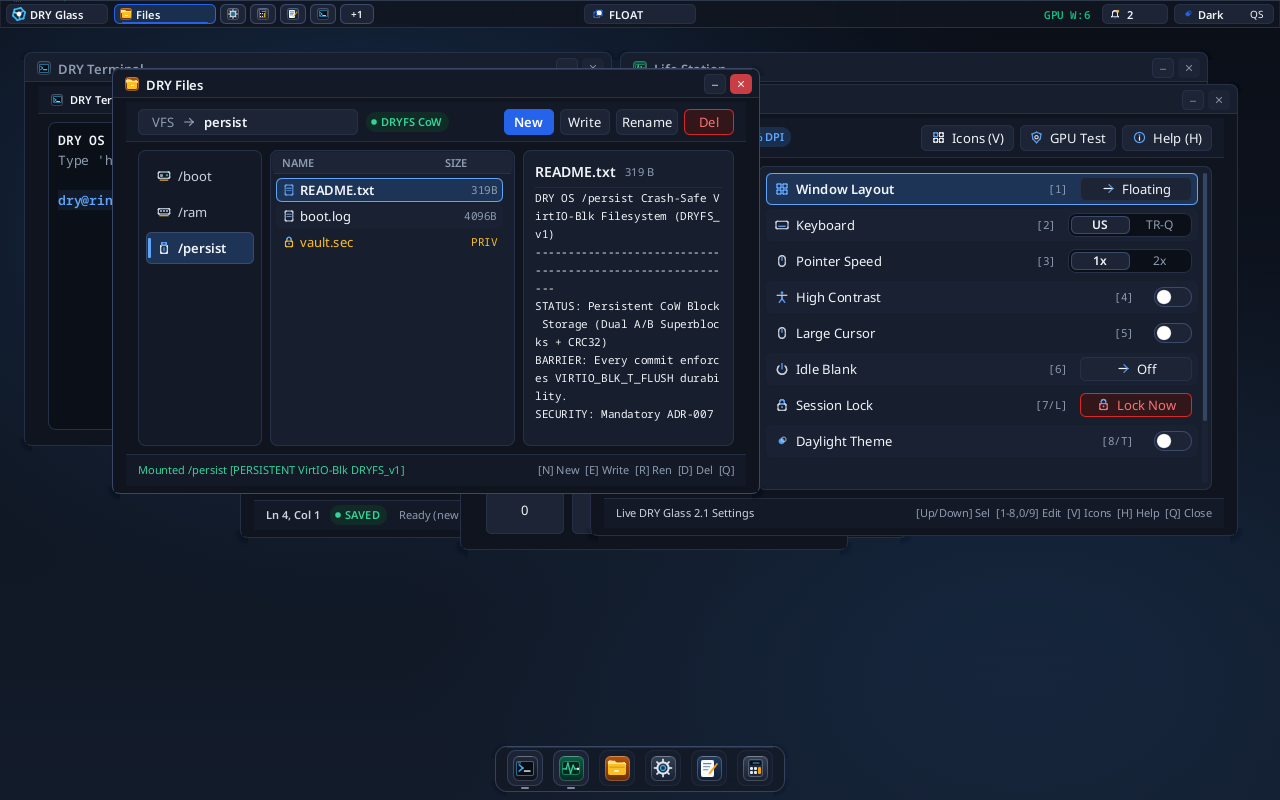 DRY Glass
Files
+1
FLOAT
GPU W:6
2
Dark
QS
DRY Terminal
Life Station
DRY Files
DRY Ter
VFS → persist
DRYFS CoW
New
Write
Rename
Del
DPI
Icons (V)
GPU Test
Help (H)
DRY OS
Type 'h
dry@rin
/boot
/ram
/persist
NAME
SIZE
README.txt
319B
boot.log
4096B
vault.sec
PRIV
README.txt 319 B
DRY OS /persist Crash-Safe V
irtIO-Blk Filesystem (DRYFS_
v1)
----------------------------
----------------------------
---
STATUS: Persistent CoW Block
Storage (Dual A/B Superbloc
ks + CRC32)
BARRIER: Every commit enforc
es VIRTIO_BLK_T_FLUSH durabi
lity.
SECURITY: Mandatory ADR-007
Mounted /persist [PERSISTENT VirtIO-Blk DRYFS_v1]
[N] New [E] Write [R] Ren [D] Del [Q]
Window Layout [1] → Floating
Keyboard [2] US TR-Q
Pointer Speed [3] 1x 2x
High Contrast [4]
Large Cursor [5]
Idle Blank [6] → Off
Session Lock [7/L] Lock Now
Daylight Theme [8/T]
Ln 4, Col 1
SAVED
Ready (new
0
Live DRY Glass 2.1 Settings
[Up/Down] Sel [1-8,0/9] Edit [V] Icons [H] Help [Q] Close